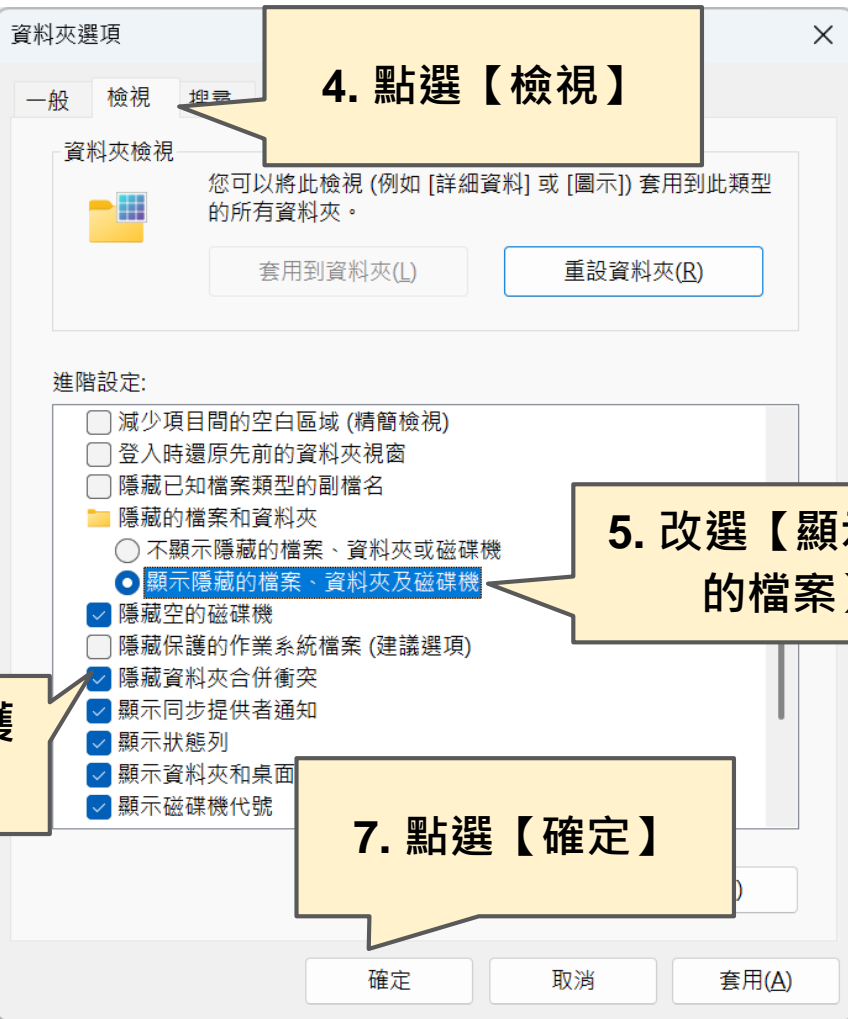 資料夾選項
4. 點選【檢視】
一般 檢視 搜尋
資料夾檢視
您可以將此檢視 (例如 [詳細資料] 或 [圖示]) 套用到此類型
的所有資料夾。
套用到資料夾(L) 重設資料夾(R)
進階設定:
減少項目間的空白區域 (精簡檢視)
登入時還原先前的資料夾視窗
隱藏已知檔案類型的副檔名
隱藏的檔案和資料夾
不顯示隱藏的檔案、資料夾或磁碟機
顯示隱藏的檔案、資料夾及磁碟機
5. 改選【顯
的檔案】
隱藏空的磁碟機
隱藏保護的作業系統檔案 (建議選項)
隱藏資料夾合併衝突
顯示同步提供者通知
顯示狀態列
顯示資料夾和桌面
顯示磁碟機代號
7. 點選【確定】
確定 取消 套用(A)